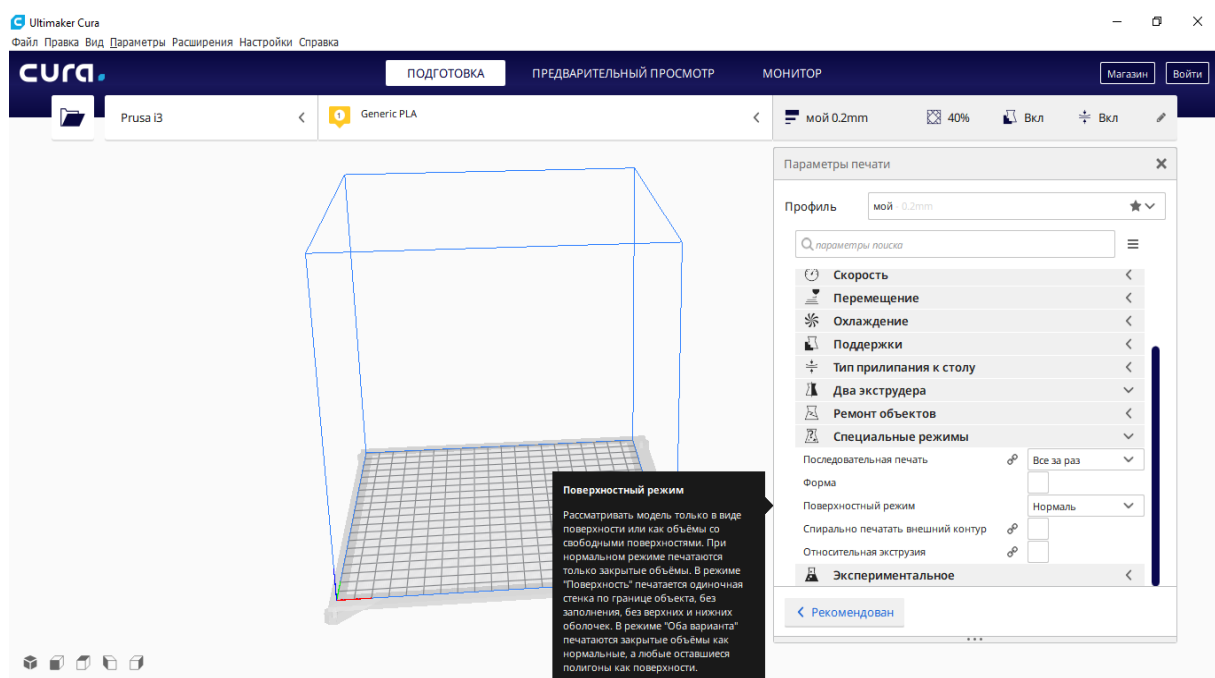 Ultimaker Cura
Файл Правка Вид Параметры Расширения Настройки Справка
cura.
ПОДГОТОВКА
ПРЕДВАРИТЕЛЬНЫЙ ПРОСМОТР
МОНИТОР
Магазин
Войти
Prusa i3
1
Generic PLA
мой 0.2mm
40%
Вкл
Вкл
Параметры печати
Профиль
мой - 0.2mm
параметры поиска
Скорость
Перемещение
Охлаждение
Поддержки
Тип прилипания к столу
Два экструдера
Ремонт объектов
Специальные режимы
Последовательная печать
Все за раз
Форма
Поверхностный режим
Нормаль
Спирально печатать внешний контур
Относительная экструзия
Экспериментальное
Рекомендован
Поверхностный режим
Рассматривать модель только в виде
поверхности или как объёмы со
свободными поверхностями. При
нормальном режиме печатаются
только закрытые объёмы. В режиме
"Поверхность" печатается одиночная
стенка по границе объекта, без
заполнения, без верхних и нижних
оболочек. В режиме "Оба варианта"
печатаются закрытые объёмы как
нормальные, а любые оставшиеся
полигоны как поверхности.